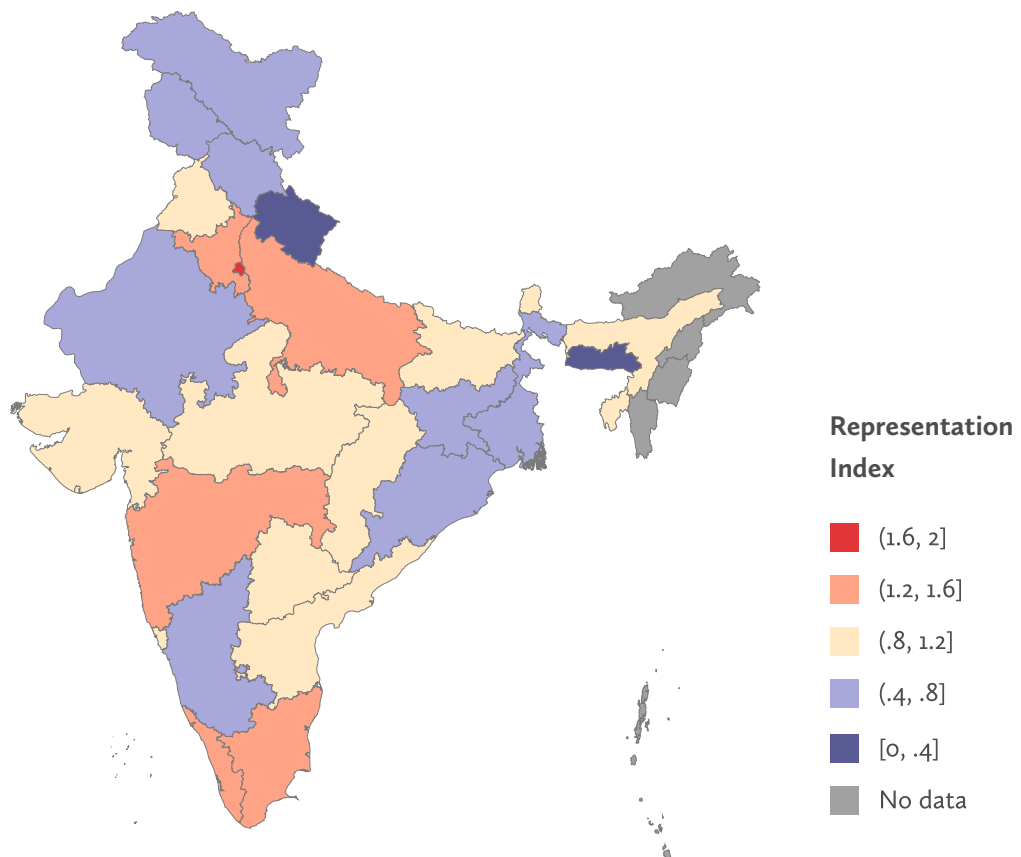 Representation
Index
(1.6, 2]
(1.2, 1.6]
(.8, 1.2]
(.4, .8]
[0, .4]
No data